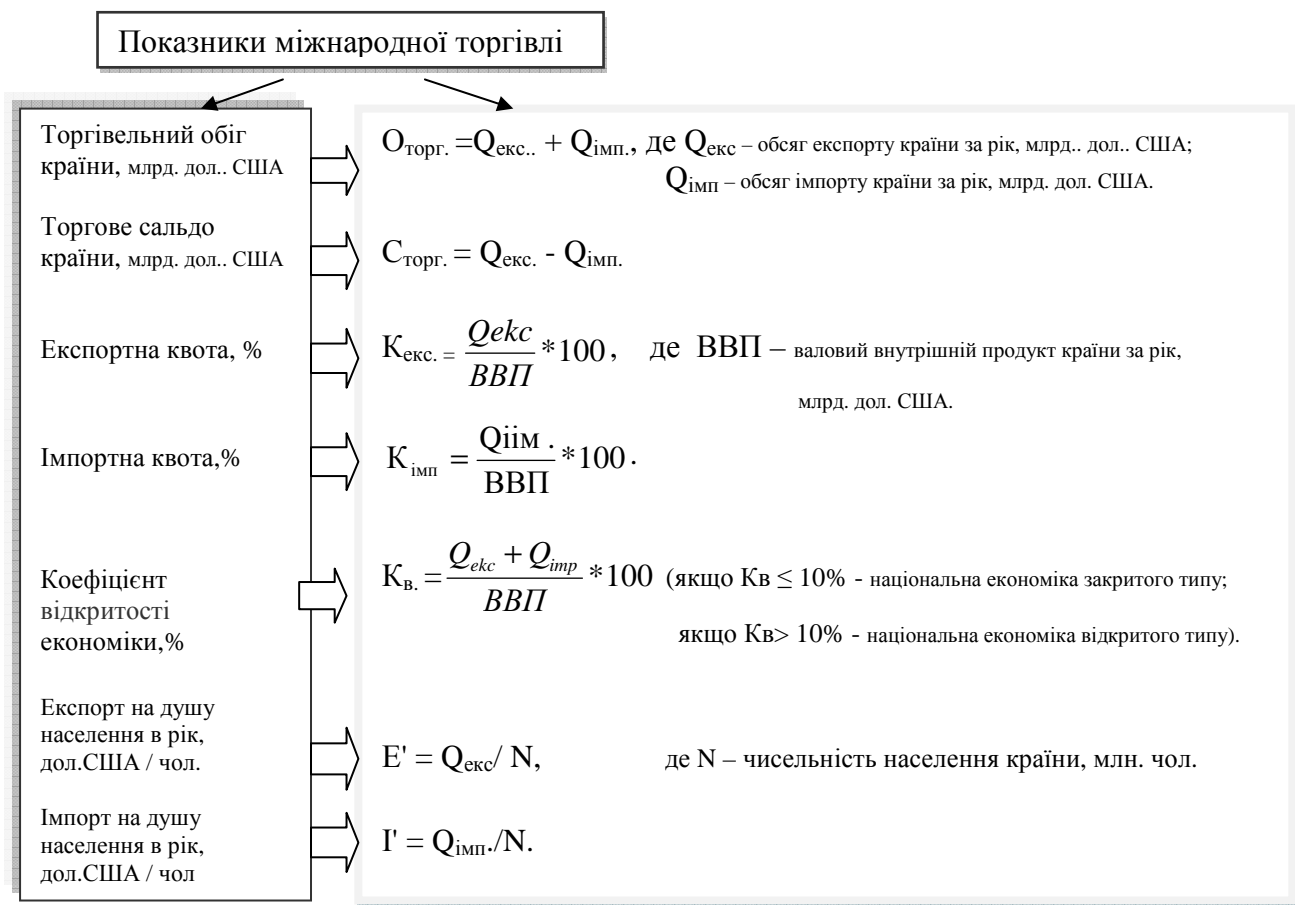 Показники міжнародної торгівлі
Торгівельний обіг
країни, млрд. дол.. США
Оторг. =Qекс.. + Qімп., де Qекс – обсяг експорту країни за рік, млрд.. дол.. США;
Qімп – обсяг імпорту країни за рік, млрд. дол. США.
Торгове сальдо
країни, млрд. дол.. США
Сторг. = Qекс. - Qімп.
Експортна квота, %
Кекс. = Qekc / ВВП *100, де ВВП – валовий внутрішній продукт країни за рік,
млрд. дол. США.
Імпортна квота,%
К імп = Qіім . / ВВП *100 .
Коефіцієнт
відкритості
економіки,%
Кв. = Qekc + Qimp / ВВП *100 (якщо Кв ≤ 10% - національна економіка закритого типу;
якщо Кв> 10% - національна економіка відкритого типу).
Експорт на душу
населення в рік,
дол.США / чол.
Е' = Qекс/ N, де N – чисельність населення країни, млн. чол.
Імпорт на душу
населення в рік,
дол.США / чол
І' = Qімп./N.